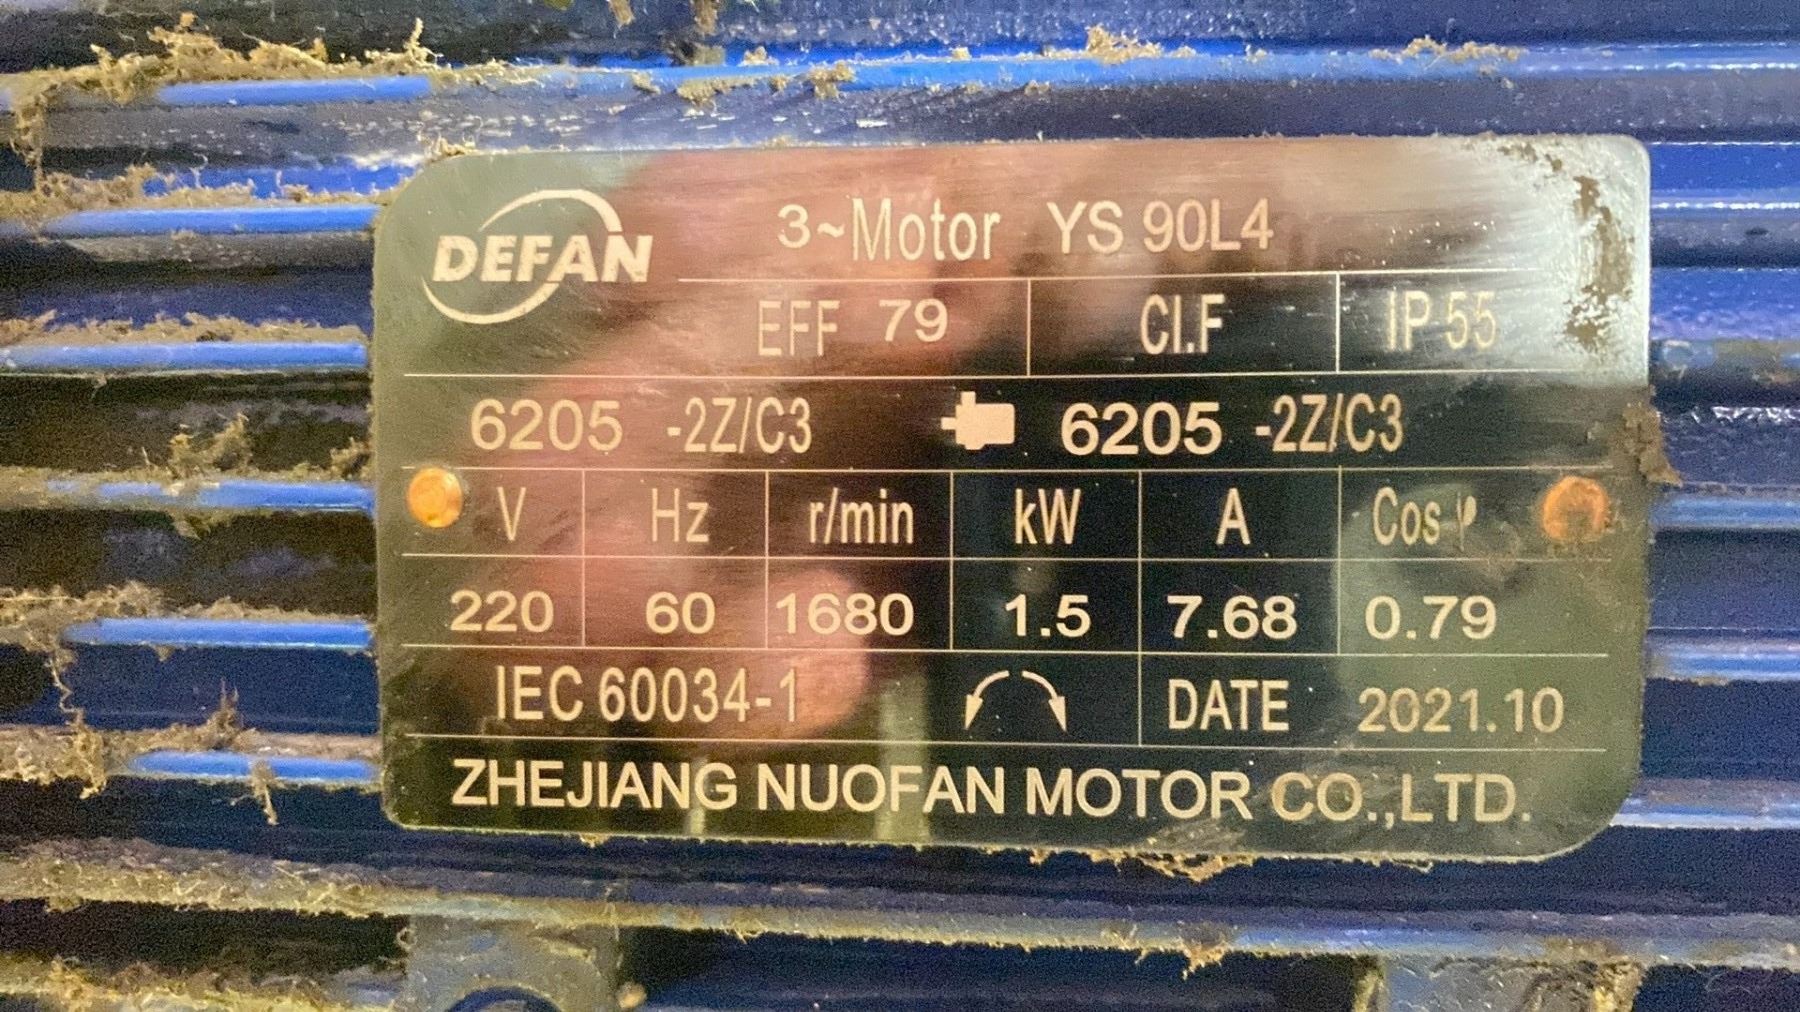 DEFAN
3~Motor YS 90L4
EFF 79 Cl.F IP 55
6205 -2Z/C3 6205 -2Z/C3
V Hz r/min kW A Cosφ
220 60 1680 1.5 7.68 0.79
IEC 60034-1 DATE 2021.10
ZHEJIANG NUOFAN MOTOR CO.,LTD.